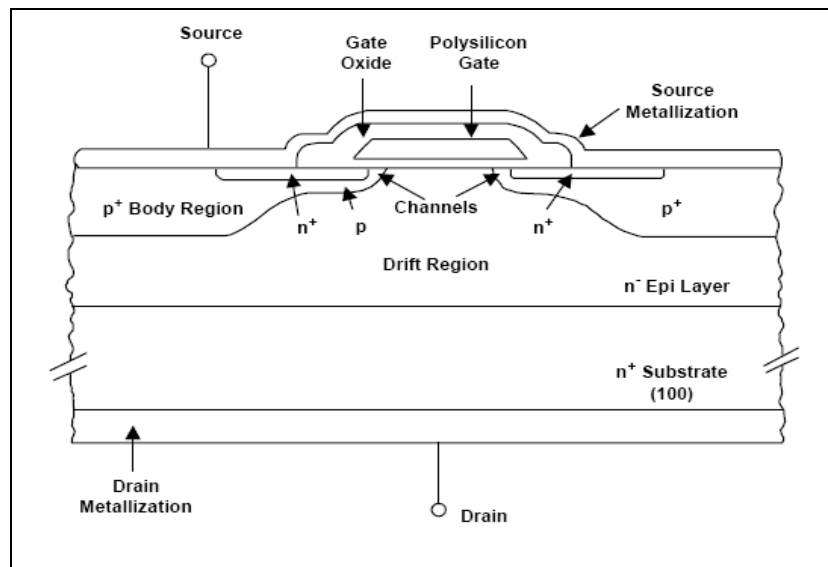 Source
Gate
Oxide
Polysilicon
Gate
Source
Metallization
p+ Body Region
n+
p
Channels
n+
p+
Drift Region
n- Epi Layer
n+ Substrate
(100)
Drain
Metallization
Drain